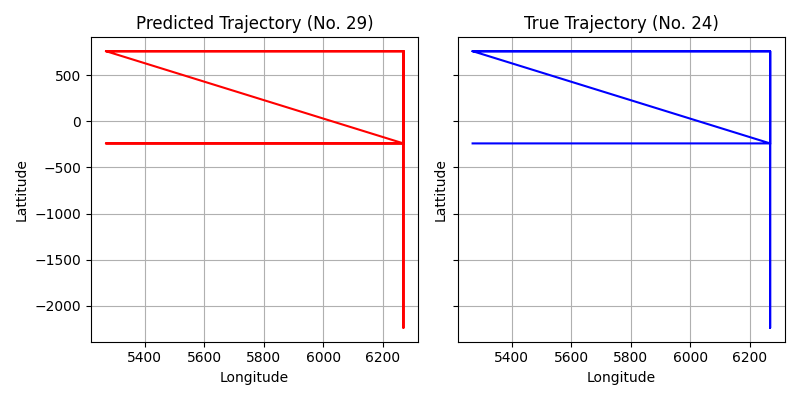 Predicted Trajectory (No. 29)
True Trajectory (No. 24)
Lattitude
500
0
−500
−1000
−1500
−2000
5400 5600 5800 6000 6200
Longitude
Lattitude
5400 5600 5800 6000 6200
Longitude